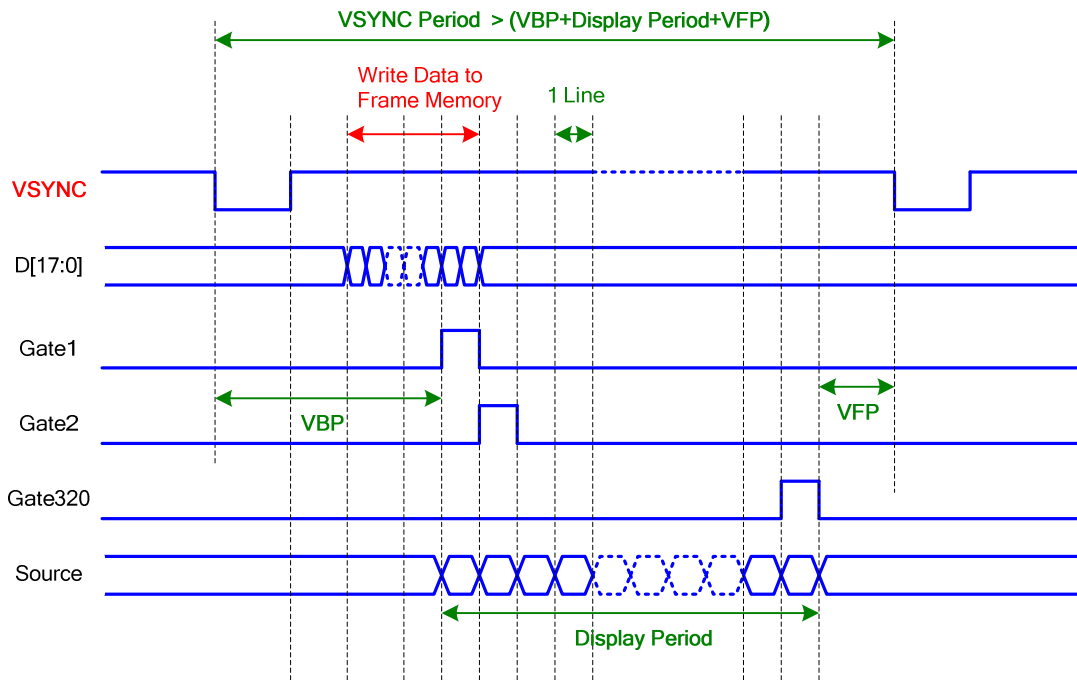 VSYNC Period > (VBP+Display Period+VFP)
Write Data to
Frame Memory
1 Line
VSYNC
D[17:0]
Gate1
VBP
VFP
Gate2
Gate320
Source
Display Period